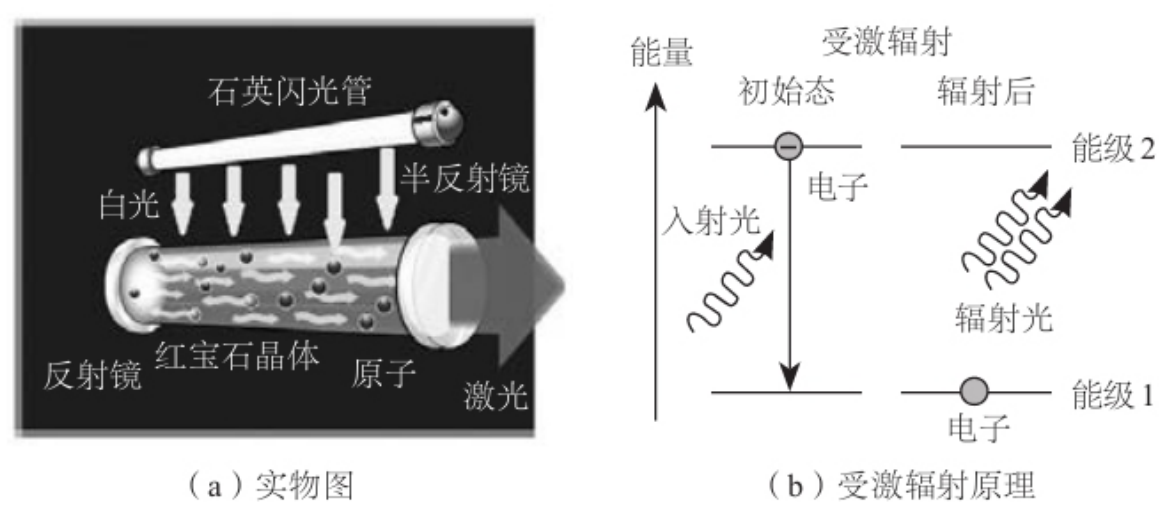 石英闪光管
白光
半反射镜
反射镜
红宝石晶体
原子
激光
（a）实物图
能量
受激辐射
初始态
辐射后
能级 2
电子
入射光
辐射光
能级 1
电子
（b）受激辐射原理